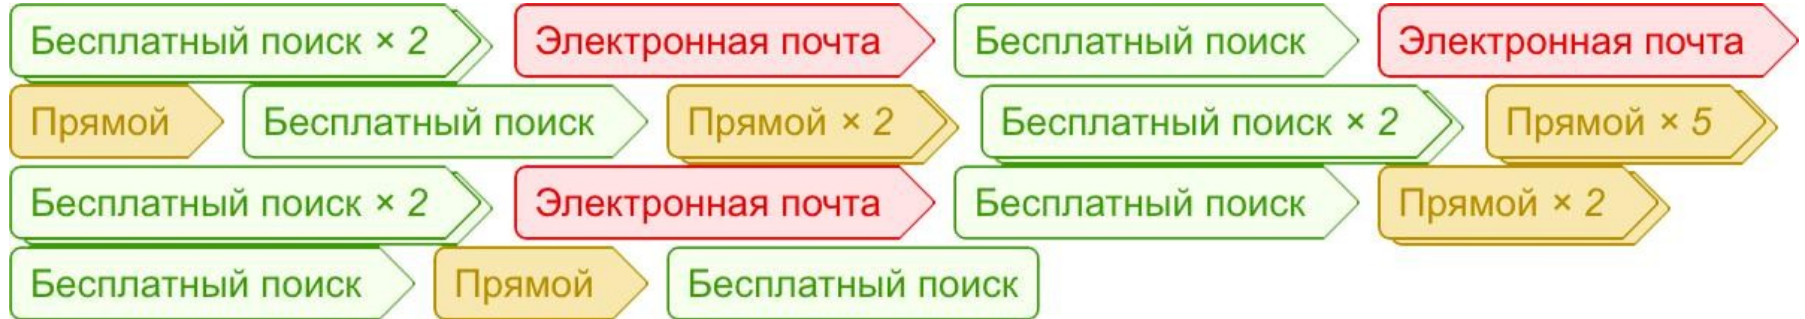 Бесплатный поиск × 2 Электронная почта Бесплатный поиск Электронная почта
Прямой Бесплатный поиск Прямой × 2 Бесплатный поиск × 2 Прямой × 5
Бесплатный поиск × 2 Электронная почта Бесплатный поиск Прямой × 2
Бесплатный поиск Прямой Бесплатный поиск